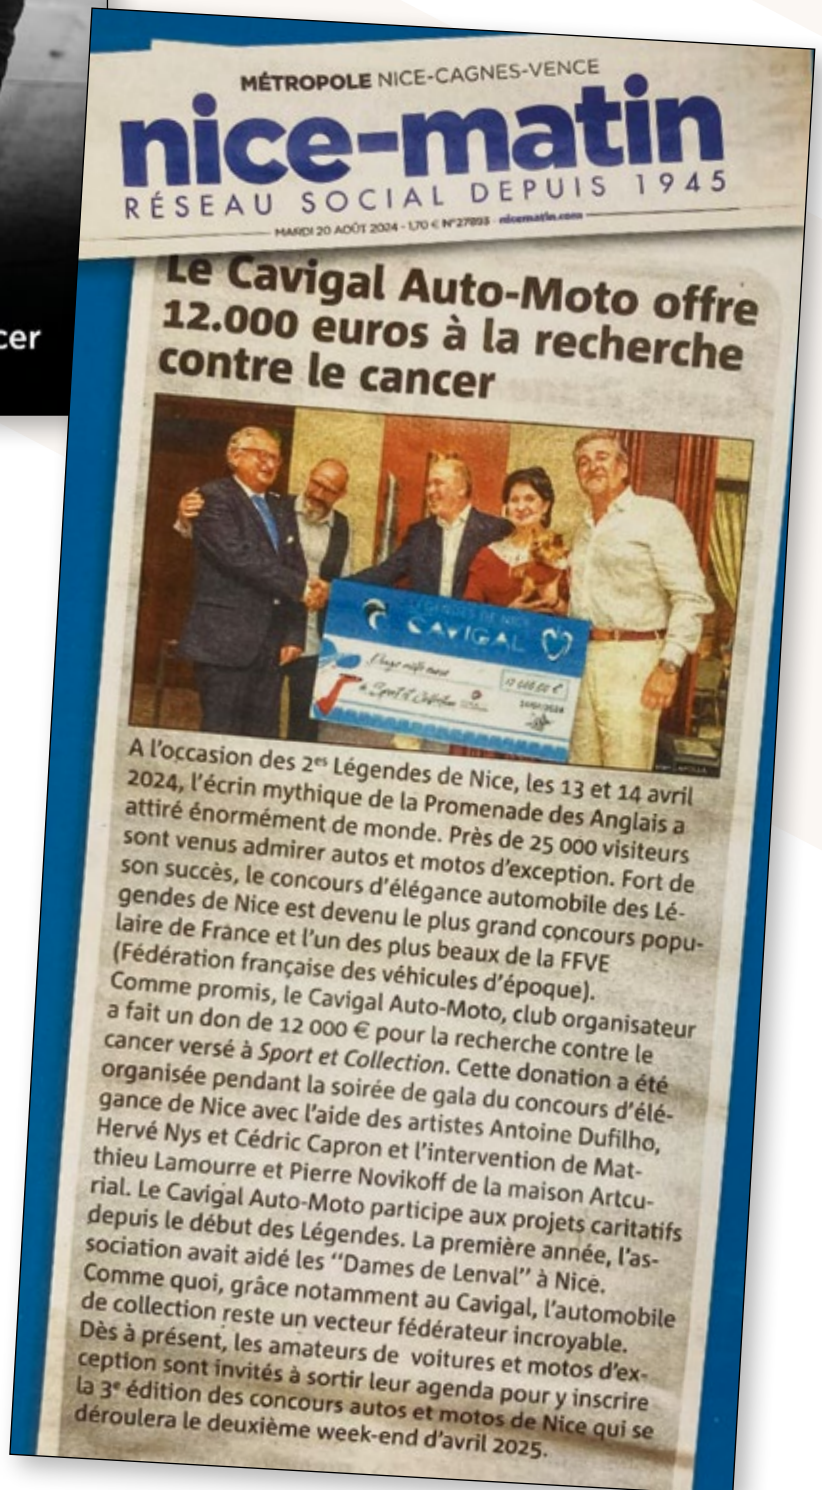 cer
MÉTROPOLE NICE-CAGNES-VENCE
nice-matin
RÉSEAU SOCIAL DEPUIS 1945
MARDI 20 AOÛT 2024 - 1,70 € N°27893 - nicematin.com
Le Cavigal Auto-Moto offre
12.000 euros à la recherche
contre le cancer
LÉGENDES DE NICE
CAVIGAL
A l'occasion des 2es Légendes de Nice, les 13 et 14 avril
2024, l'écrin mythique de la Promenade des Anglais a
attiré énormément de monde. Près de 25 000 visiteurs
sont venus admirer autos et motos d'exception. Fort de
son succès, le concours d'élégance automobile des Lé-
gendes de Nice est devenu le plus grand concours popu-
laire de France et l'un des plus beaux de la FFVE
(Fédération française des véhicules d'époque).
Comme promis, le Cavigal Auto-Moto, club organisateur
a fait un don de 12 000 € pour la recherche contre le
cancer versé à Sport et Collection. Cette donation a été
organisée pendant la soirée de gala du concours d'élé-
gance de Nice avec l'aide des artistes Antoine Dufilho,
Hervé Nys et Cédric Capron et l'intervention de Mat-
thieu Lamourre et Pierre Novikoff de la maison Artcu-
rial. Le Cavigal Auto-Moto participe aux projets caritatifs
depuis le début des Légendes. La première année, l'as-
sociation avait aidé les "Dames de Lenval" à Nice.
Comme quoi, grâce notamment au Cavigal, l'automobile
de collection reste un vecteur fédérateur incroyable.
Dès à présent, les amateurs de voitures et motos d'ex-
ception sont invités à sortir leur agenda pour y inscrire
la 3e édition des concours autos et motos de Nice qui se
déroulera le deuxième week-end d'avril 2025.